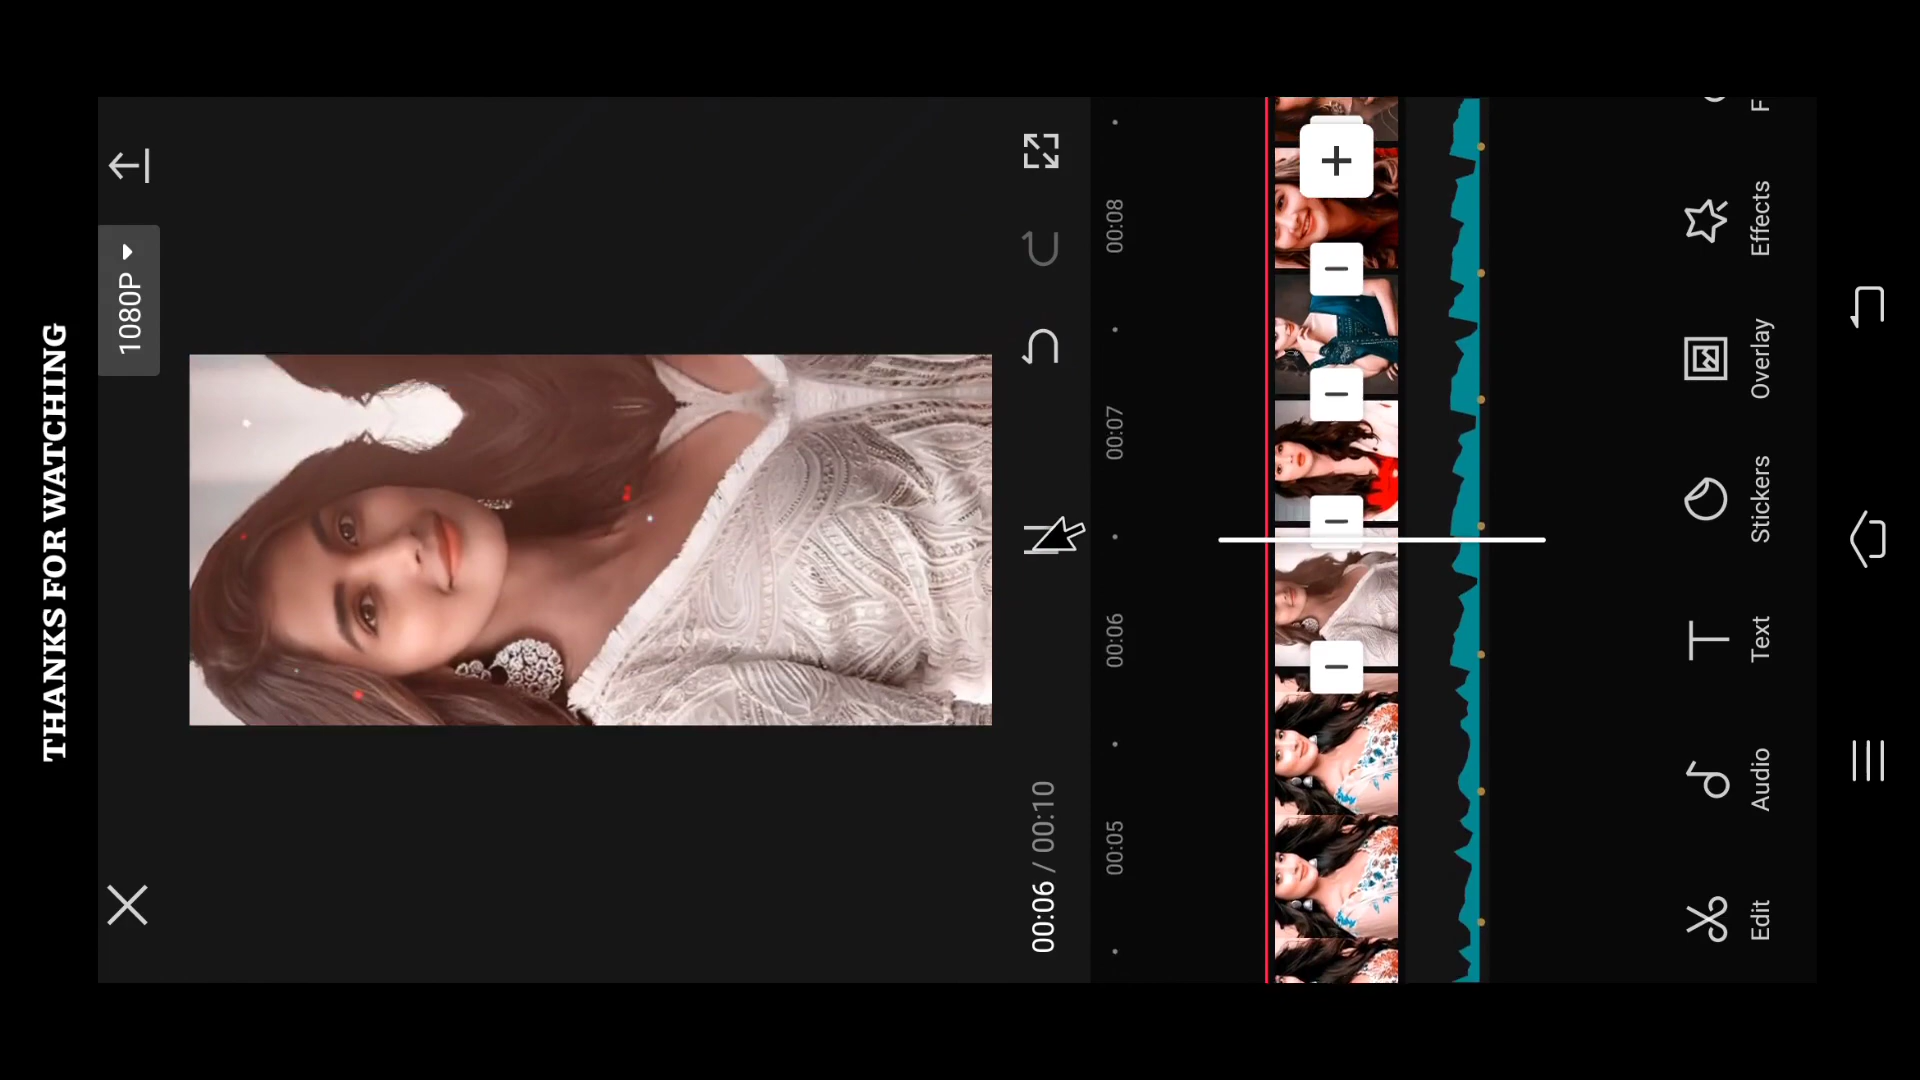 THANKS FOR WATCHING
1080P
00:06 / 00:10
00:05
00:06
00:07
00:08
Edit
Audio
Text
Stickers
Overlay
Effects
F